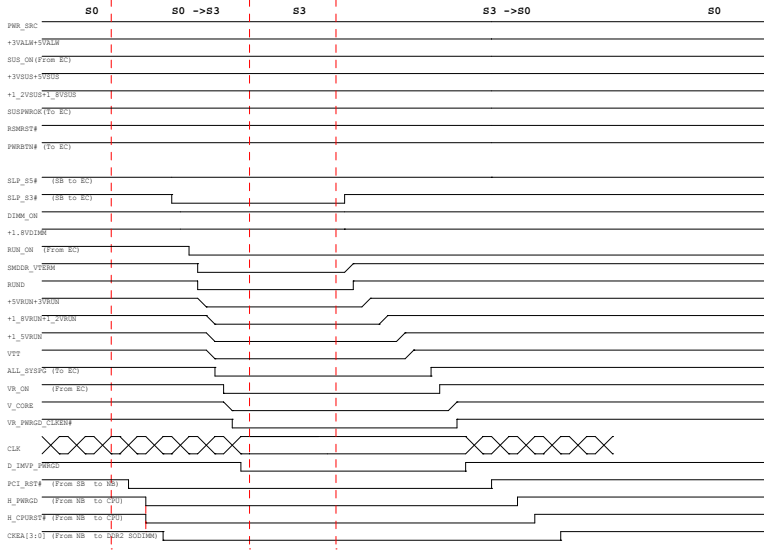 S0 S0 ->S3 S3 S3 ->S0 S0
PWR_SRC
+3VALW+5VALW
SUS_ON(From EC)
+3VSUS+5VSUS
+1_2VSUS+1_8VSUS
SUSPWROK(To EC)
RSMRST#
PWRBTN# (To EC)
SLP_S5# (SB to EC)
SLP_S3# (SB to EC)
DIMM_ON
+1.8VDIMM
RUN_ON (From EC)
SMDDR_VTERM
RUND
+5VRUN+3VRUN
+1_8VRUN+1_2VRUN
+1_5VRUN
VTT
ALL_SYSPG (To EC)
VR_ON (From EC)
V_CORE
VR_PWRGD_CLKEN#
CLK
D_IMVP_PWRGD
PCI_RST# (From SB to NB)
H_PWRGD (From NB to CPU)
H_CPURST# (From NB to CPU)
CKEA[3:0] (From NB to DDR2 SODIMM)